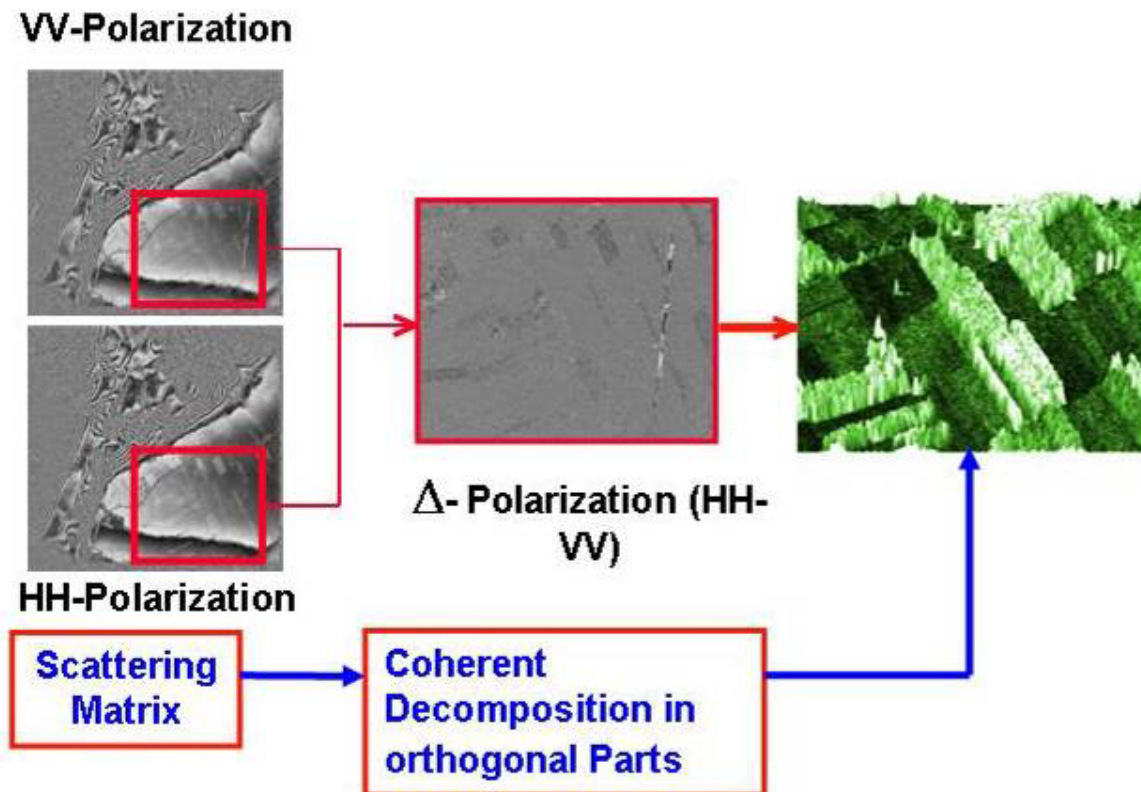 VV-Polarization
Δ- Polarization (HH-
VV)
HH-Polarization
Scattering
Matrix
Coherent
Decomposition in
orthogonal Parts